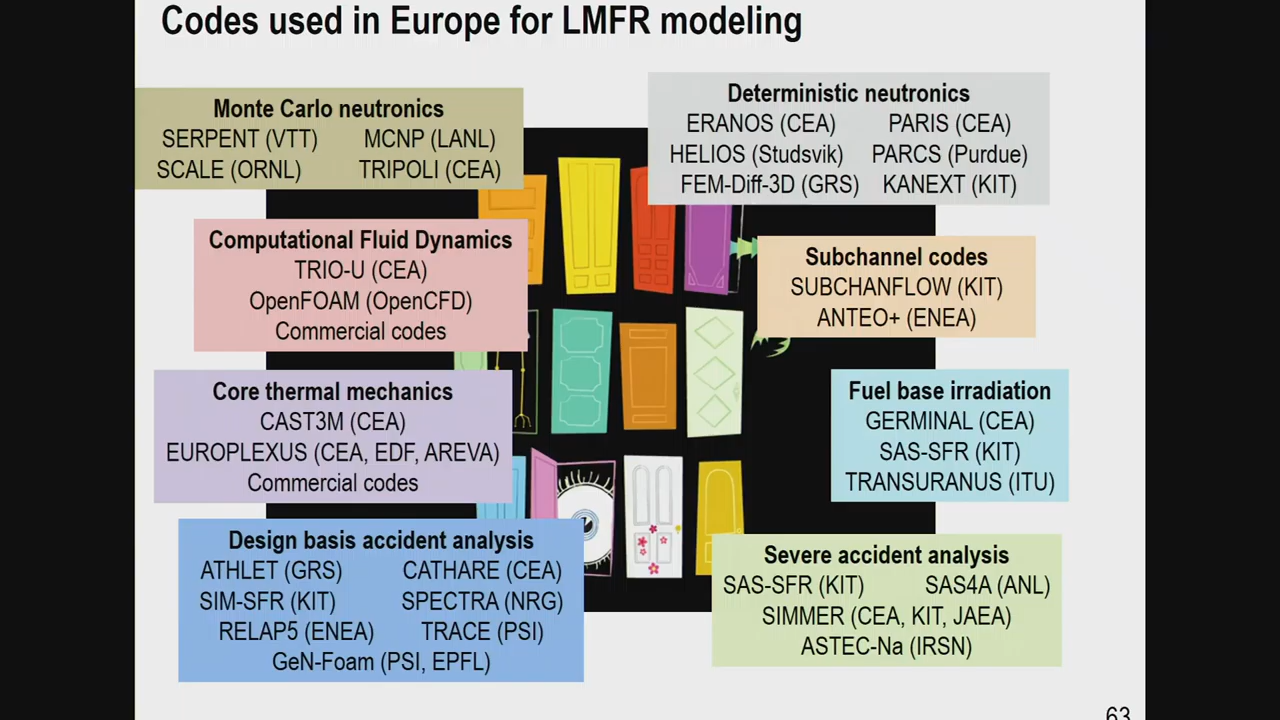 Codes used in Europe for LMFR modeling
Monte Carlo neutronics
SERPENT (VTT) MCNP (LANL)
SCALE (ORNL) TRIPOLI (CEA)
Deterministic neutronics
ERANOS (CEA) PARIS (CEA)
HELIOS (Studsvik) PARCS (Purdue)
FEM-Diff-3D (GRS) KANEXT (KIT)
Computational Fluid Dynamics
TRIO-U (CEA)
OpenFOAM (OpenCFD)
Commercial codes
Subchannel codes
SUBCHANFLOW (KIT)
ANTEO+ (ENEA)
Core thermal mechanics
CAST3M (CEA)
EUROPLEXUS (CEA, EDF, AREVA)
Commercial codes
Fuel base irradiation
GERMINAL (CEA)
SAS-SFR (KIT)
TRANSURANUS (ITU)
Design basis accident analysis
ATHLET (GRS) CATHARE (CEA)
SIM-SFR (KIT) SPECTRA (NRG)
RELAP5 (ENEA) TRACE (PSI)
GeN-Foam (PSI, EPFL)
Severe accident analysis
SAS-SFR (KIT) SAS4A (ANL)
SIMMER (CEA, KIT, JAEA)
ASTEC-Na (IRSN)
63